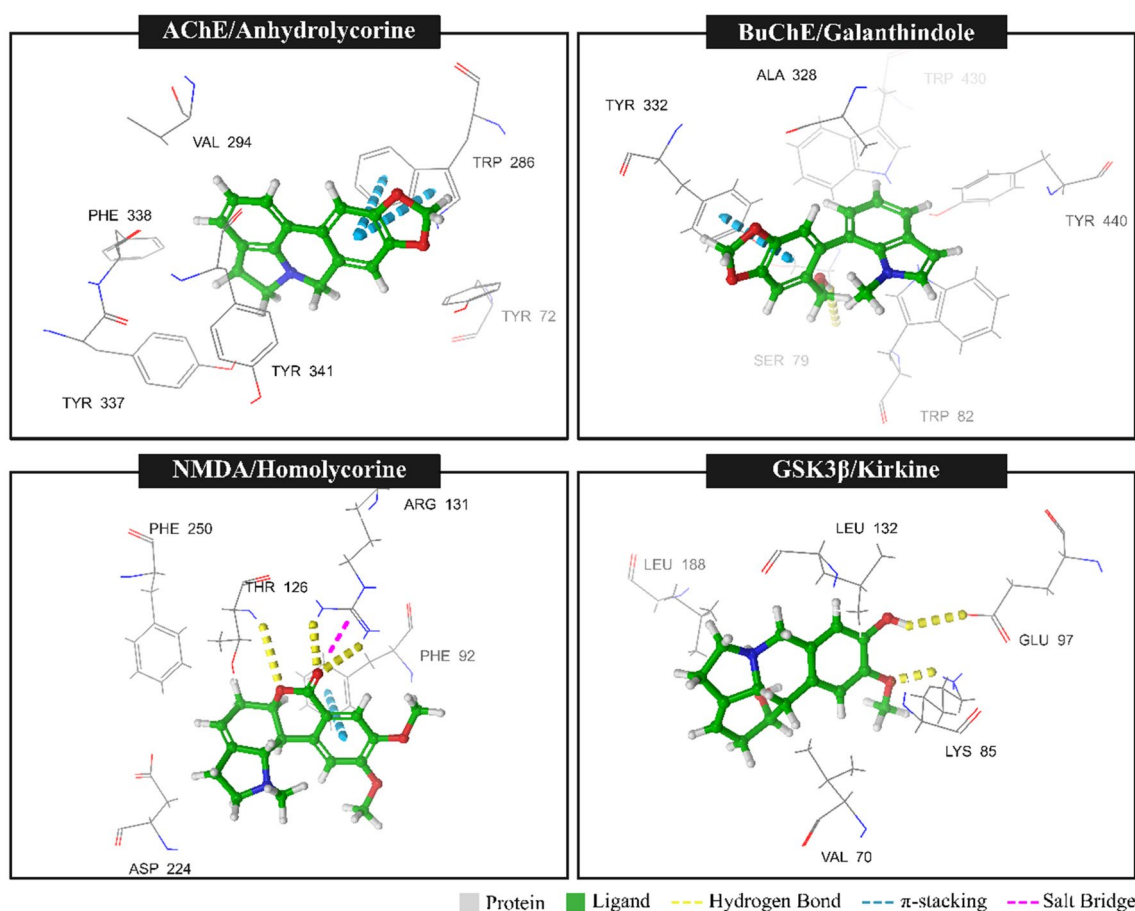 AChE/Anhydrolycorine
VAL 294
TRP 286
PHE 338
TYR 72
TYR 341
TYR 337
BuChE/Galanthindole
ALA 328
TRP 430
TYR 332
TYR 440
SER 79
TRP 82
NMDA/Homolycorine
ARG 131
PHE 250
THR 126
PHE 92
ASP 224
GSK3β/Kirkine
LEU 132
LEU 188
GLU 97
LYS 85
VAL 70
Protein Ligand Hydrogen Bond π-stacking Salt Bridge